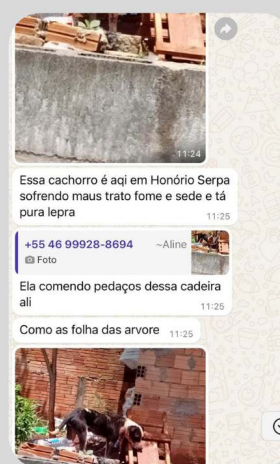 11:24
Essa cachorro é aqi em Honório Serpa
sofrendo maus trato fome e sede e tá
pura lepra
11:25
+55 46 99928-8694 ~Aline
Foto
Ela comendo pedaços dessa cadeira
ali
11:25
Como as folha das arvore 11:25